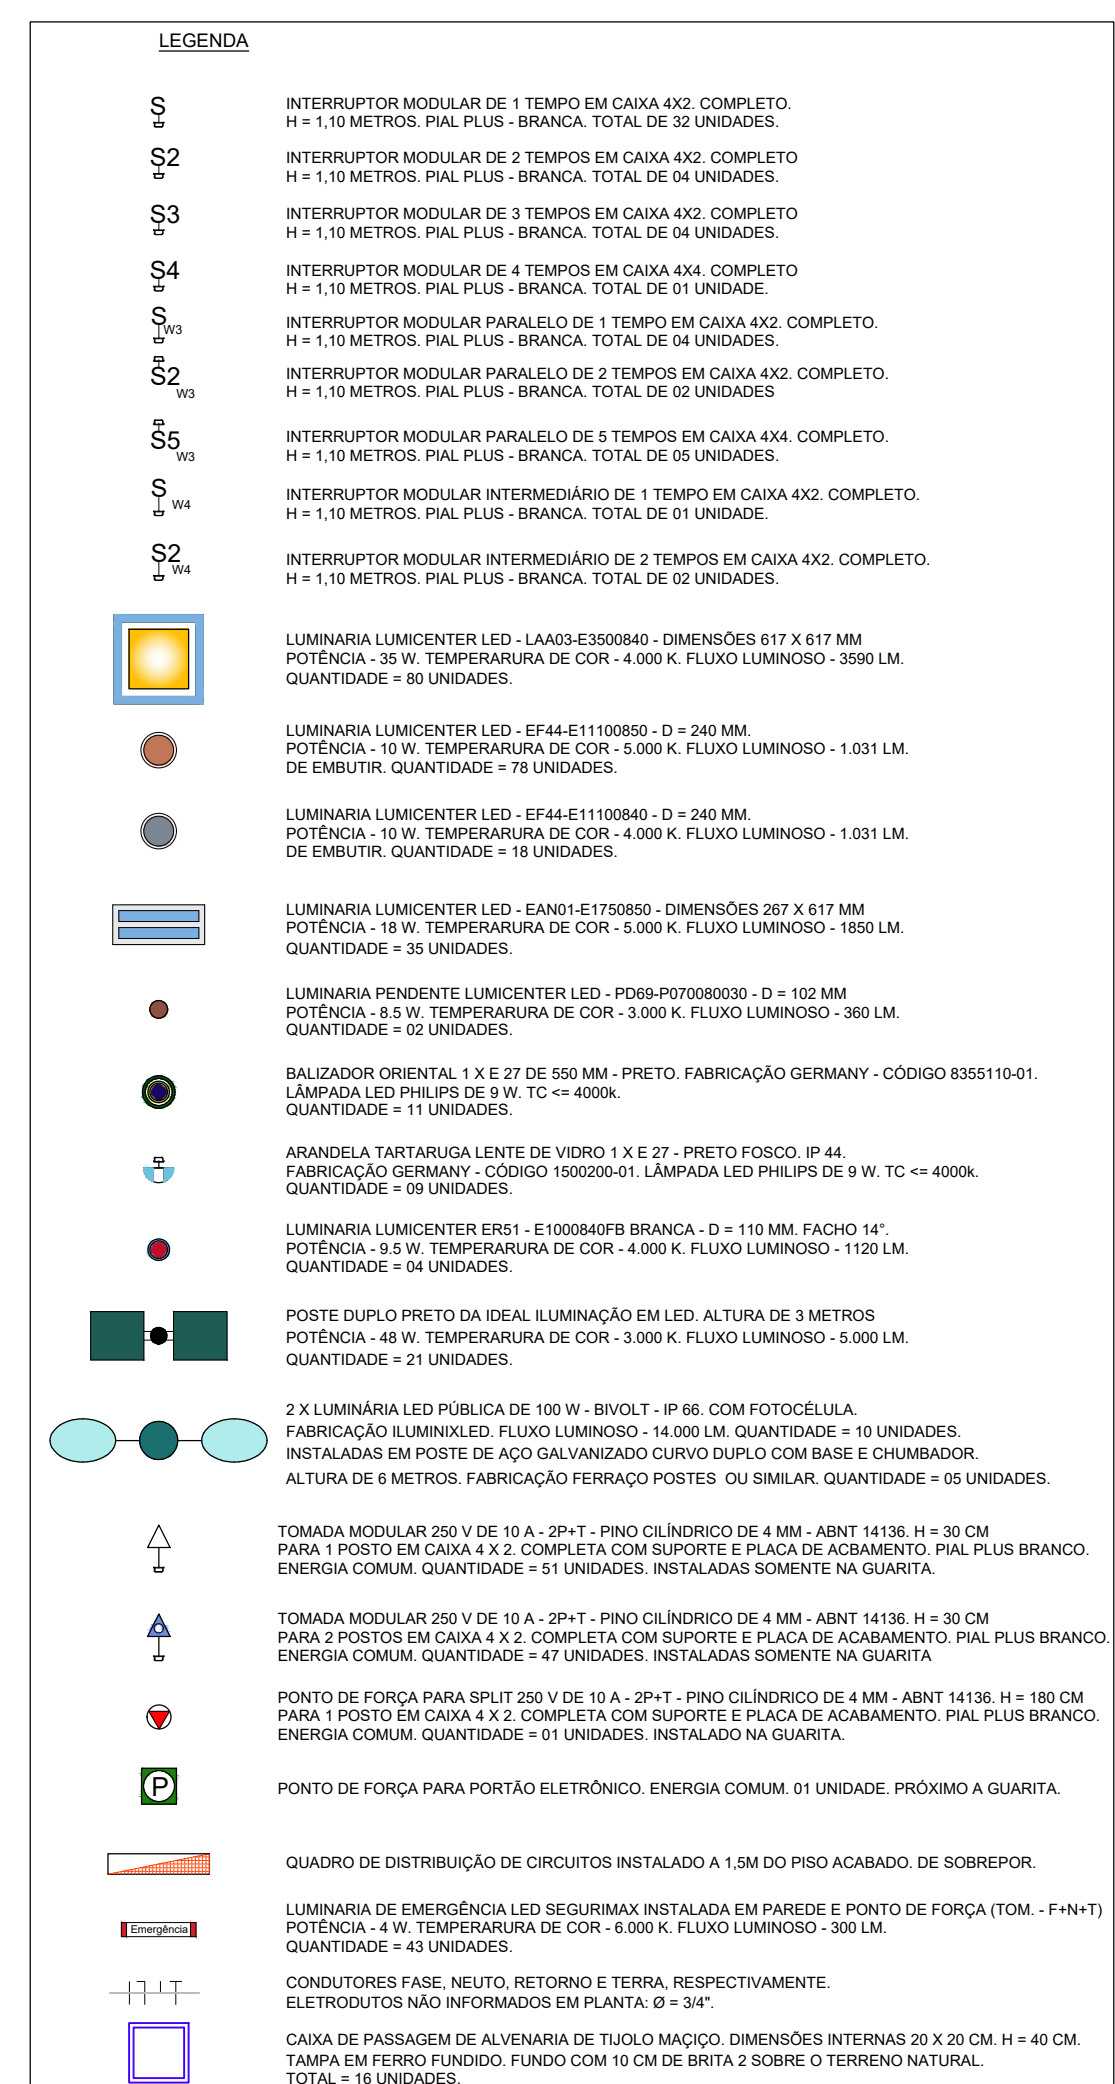 LEGENDA
S
INTERRUPTOR MODULAR DE 1 TEMPO EM CAIXA 4X2. COMPLETO.
H = 1,10 METROS. PIAL PLUS - BRANCA. TOTAL DE 32 UNIDADES.
S2
INTERRUPTOR MODULAR DE 2 TEMPOS EM CAIXA 4X2. COMPLETO
H = 1,10 METROS. PIAL PLUS - BRANCA. TOTAL DE 04 UNIDADES.
S3
INTERRUPTOR MODULAR DE 3 TEMPOS EM CAIXA 4X2. COMPLETO
H = 1,10 METROS. PIAL PLUS - BRANCA. TOTAL DE 04 UNIDADES.
S4
INTERRUPTOR MODULAR DE 4 TEMPOS EM CAIXA 4X4. COMPLETO
H = 1,10 METROS. PIAL PLUS - BRANCA. TOTAL DE 01 UNIDADE.
S W3
INTERRUPTOR MODULAR PARALELO DE 1 TEMPO EM CAIXA 4X2. COMPLETO.
H = 1,10 METROS. PIAL PLUS - BRANCA. TOTAL DE 04 UNIDADES.
S2 W3
INTERRUPTOR MODULAR PARALELO DE 2 TEMPOS EM CAIXA 4X2. COMPLETO.
H = 1,10 METROS. PIAL PLUS - BRANCA. TOTAL DE 02 UNIDADES
S5 W3
INTERRUPTOR MODULAR PARALELO DE 5 TEMPOS EM CAIXA 4X4. COMPLETO.
H = 1,10 METROS. PIAL PLUS - BRANCA. TOTAL DE 05 UNIDADES.
S W4
INTERRUPTOR MODULAR INTERMEDIÁRIO DE 1 TEMPO EM CAIXA 4X2. COMPLETO.
H = 1,10 METROS. PIAL PLUS - BRANCA. TOTAL DE 01 UNIDADE.
S2 W4
INTERRUPTOR MODULAR INTERMEDIÁRIO DE 2 TEMPOS EM CAIXA 4X2. COMPLETO.
H = 1,10 METROS. PIAL PLUS - BRANCA. TOTAL DE 02 UNIDADES.
LUMINARIA LUMICENTER LED - LAA03-E3500840 - DIMENSÕES 617 X 617 MM
POTÊNCIA - 35 W. TEMPERARURA DE COR - 4.000 K. FLUXO LUMINOSO - 3590 LM.
QUANTIDADE = 80 UNIDADES.
LUMINARIA LUMICENTER LED - EF44-E11100850 - D = 240 MM.
POTÊNCIA - 10 W. TEMPERARURA DE COR - 5.000 K. FLUXO LUMINOSO - 1.031 LM.
DE EMBUTIR. QUANTIDADE = 78 UNIDADES.
LUMINARIA LUMICENTER LED - EF44-E11100840 - D = 240 MM.
POTÊNCIA - 10 W. TEMPERARURA DE COR - 4.000 K. FLUXO LUMINOSO - 1.031 LM.
DE EMBUTIR. QUANTIDADE = 18 UNIDADES.
LUMINARIA LUMICENTER LED - EAN01-E1750850 - DIMENSÕES 267 X 617 MM
POTÊNCIA - 18 W. TEMPERARURA DE COR - 5.000 K. FLUXO LUMINOSO - 1850 LM.
QUANTIDADE = 35 UNIDADES.
LUMINARIA PENDENTE LUMICENTER LED - PD69-P070080030 - D = 102 MM
POTÊNCIA - 8.5 W. TEMPERARURA DE COR - 3.000 K. FLUXO LUMINOSO - 360 LM.
QUANTIDADE = 02 UNIDADES.
BALIZADOR ORIENTAL 1 X E 27 DE 550 MM - PRETO. FABRICAÇÃO GERMANY - CÓDIGO 8355110-01.
LÂMPADA LED PHILIPS DE 9 W. TC <= 4000k.
QUANTIDADE = 11 UNIDADES.
ARANDELA TARTARUGA LENTE DE VIDRO 1 X E 27 - PRETO FOSCO. IP 44.
FABRICAÇÃO GERMANY - CÓDIGO 1500200-01. LÂMPADA LED PHILIPS DE 9 W. TC <= 4000k.
QUANTIDADE = 09 UNIDADES.
LUMINARIA LUMICENTER ER51 - E1000840FB BRANCA - D = 110 MM. FACHO 14°.
POTÊNCIA - 9.5 W. TEMPERARURA DE COR - 4.000 K. FLUXO LUMINOSO - 1120 LM.
QUANTIDADE = 04 UNIDADES.
POSTE DUPLO PRETO DA IDEAL ILUMINAÇÃO EM LED. ALTURA DE 3 METROS
POTÊNCIA - 48 W. TEMPERARURA DE COR - 3.000 K. FLUXO LUMINOSO - 5.000 LM.
QUANTIDADE = 21 UNIDADES.
2 X LUMINÁRIA LED PÚBLICA DE 100 W - BIVOLT - IP 66. COM FOTOCÉLULA.
FABRICAÇÃO ILUMINIXLED. FLUXO LUMINOSO - 14.000 LM. QUANTIDADE = 10 UNIDADES.
INSTALADAS EM POSTE DE AÇO GALVANIZADO CURVO DUPLO COM BASE E CHUMBADOR.
ALTURA DE 6 METROS. FABRICAÇÃO FERRAÇO POSTES OU SIMILAR. QUANTIDADE = 05 UNIDADES.
TOMADA MODULAR 250 V DE 10 A - 2P+T - PINO CILÍNDRICO DE 4 MM - ABNT 14136. H = 30 CM
PARA 1 POSTO EM CAIXA 4 X 2. COMPLETA COM SUPORTE E PLACA DE ACBAMENTO. PIAL PLUS BRANCO.
ENERGIA COMUM. QUANTIDADE = 51 UNIDADES. INSTALADAS SOMENTE NA GUARITA.
TOMADA MODULAR 250 V DE 10 A - 2P+T - PINO CILÍNDRICO DE 4 MM - ABNT 14136. H = 30 CM
PARA 2 POSTOS EM CAIXA 4 X 2. COMPLETA COM SUPORTE E PLACA DE ACABAMENTO. PIAL PLUS BRANCO.
ENERGIA COMUM. QUANTIDADE = 47 UNIDADES. INSTALADAS SOMENTE NA GUARITA
PONTO DE FORÇA PARA SPLIT 250 V DE 10 A - 2P+T - PINO CILÍNDRICO DE 4 MM - ABNT 14136. H = 180 CM
PARA 1 POSTO EM CAIXA 4 X 2. COMPLETA COM SUPORTE E PLACA DE ACABAMENTO. PIAL PLUS BRANCO.
ENERGIA COMUM. QUANTIDADE = 01 UNIDADES. INSTALADO NA GUARITA.
P
PONTO DE FORÇA PARA PORTÃO ELETRÔNICO. ENERGIA COMUM. 01 UNIDADE. PRÓXIMO A GUARITA.
QUADRO DE DISTRIBUIÇÃO DE CIRCUITOS INSTALADO A 1,5M DO PISO ACABADO. DE SOBREPOR.
Emergência
LUMINARIA DE EMERGÊNCIA LED SEGURIMAX INSTALADA EM PAREDE E PONTO DE FORÇA (TOM. - F+N+T)
POTÊNCIA - 4 W. TEMPERARURA DE COR - 6.000 K. FLUXO LUMINOSO - 300 LM.
QUANTIDADE = 43 UNIDADES.
CONDUTORES FASE, NEUTO, RETORNO E TERRA, RESPECTIVAMENTE.
ELETRODUTOS NÃO INFORMADOS EM PLANTA: Ø = 3/4".
CAIXA DE PASSAGEM DE ALVENARIA DE TIJOLO MAÇIÇO. DIMENSÕES INTERNAS 20 X 20 CM. H = 40 CM.
TAMPA EM FERRO FUNDIDO. FUNDO COM 10 CM DE BRITA 2 SOBRE O TERRENO NATURAL.
TOTAL = 16 UNIDADES.